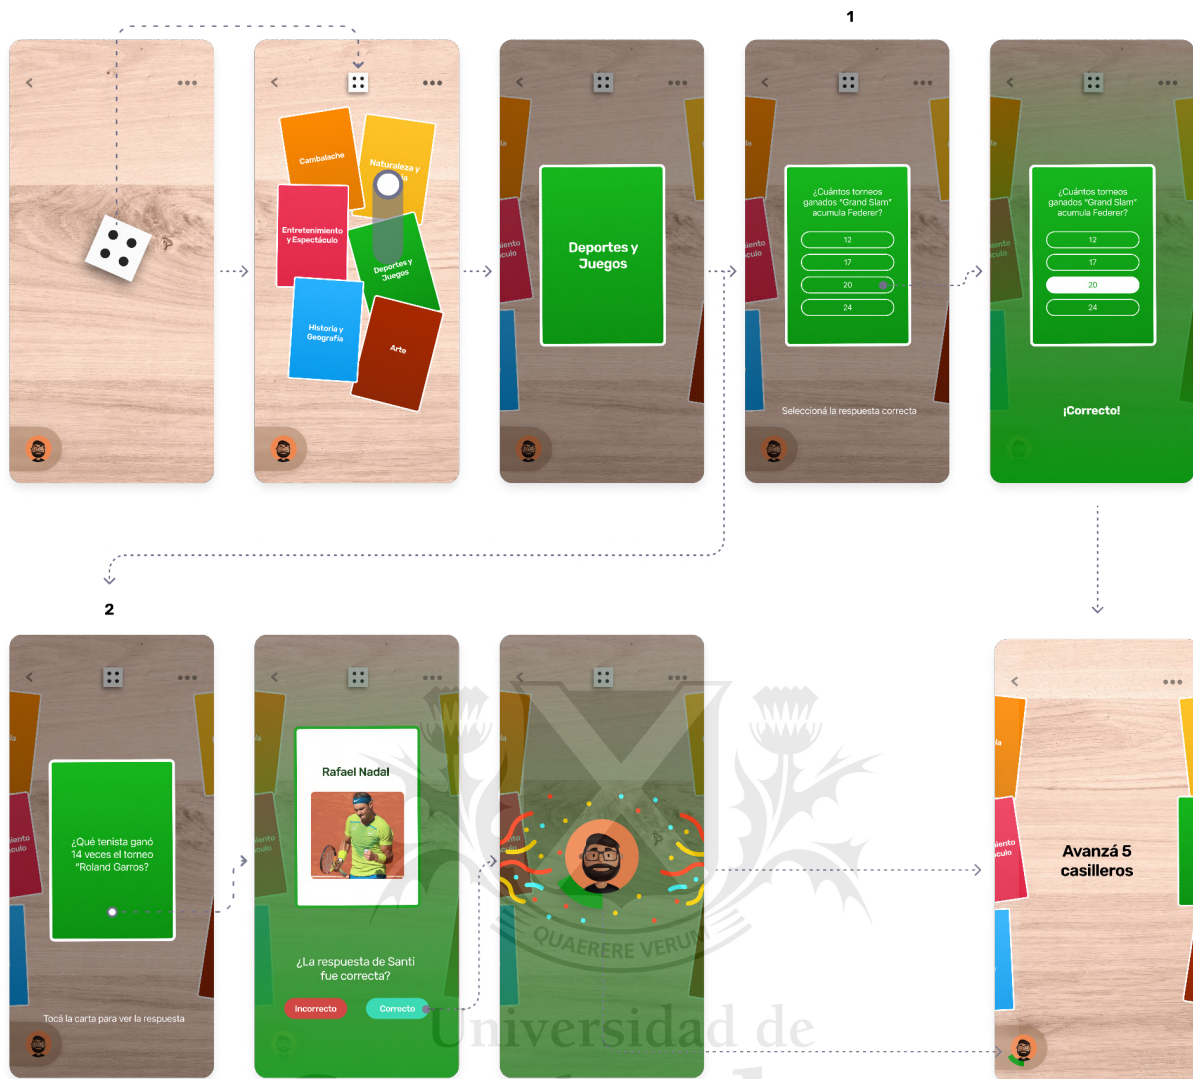 1
Cambalache
Naturaleza y
Entretenimiento
y Espectáculo
Deportes y
Juegos
Historia y
Geografía
Arte
Deportes y
Juegos
¿Cuántos torneos
ganados "Grand Slam"
acumula Federer?
12
17
20
24
Seleccioná la respuesta correcta
¿Cuántos torneos
ganados "Grand Slam"
acumula Federer?
12
17
20
24
¡Correcto!
2
¿Qué tenista ganó
14 veces el torneo
"Roland Garros?
Tocá la carta para ver la respuesta
Rafael Nadal
¿La respuesta de Santi
fue correcta?
Incorrecto
Correcto
Avanzá 5
casilleros
QUAERERE VERUM
Universidad de